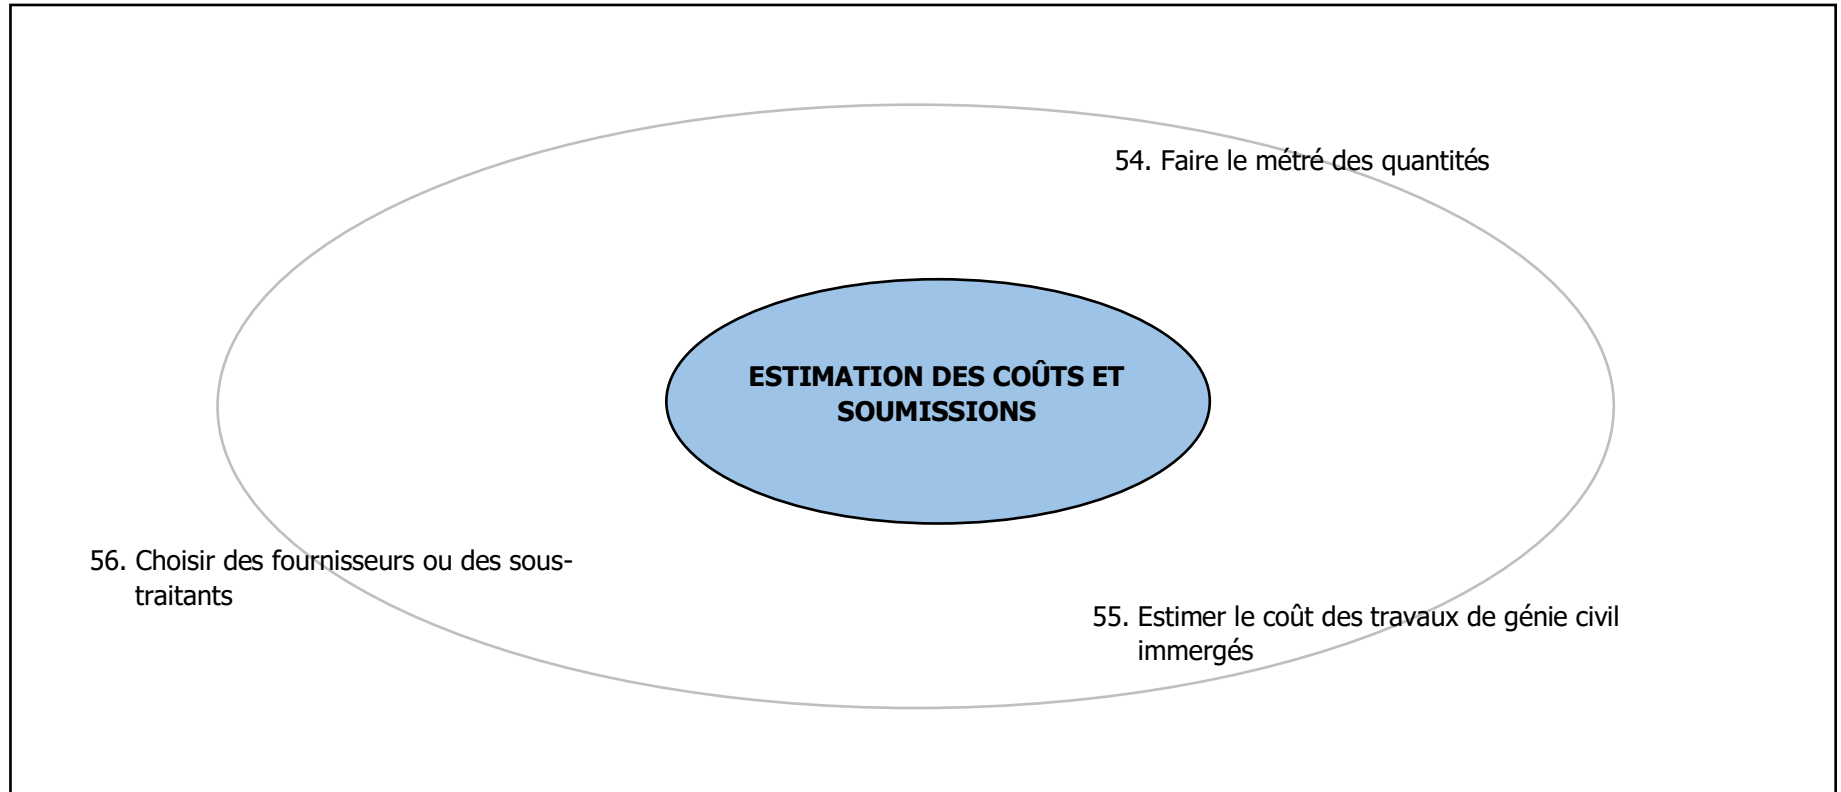 54. Faire le métré des quantités
ESTIMATION DES COÛTS ET
SOUMISSIONS
56. Choisir des fournisseurs ou des sous-
traitants
55. Estimer le coût des travaux de génie civil
immergés